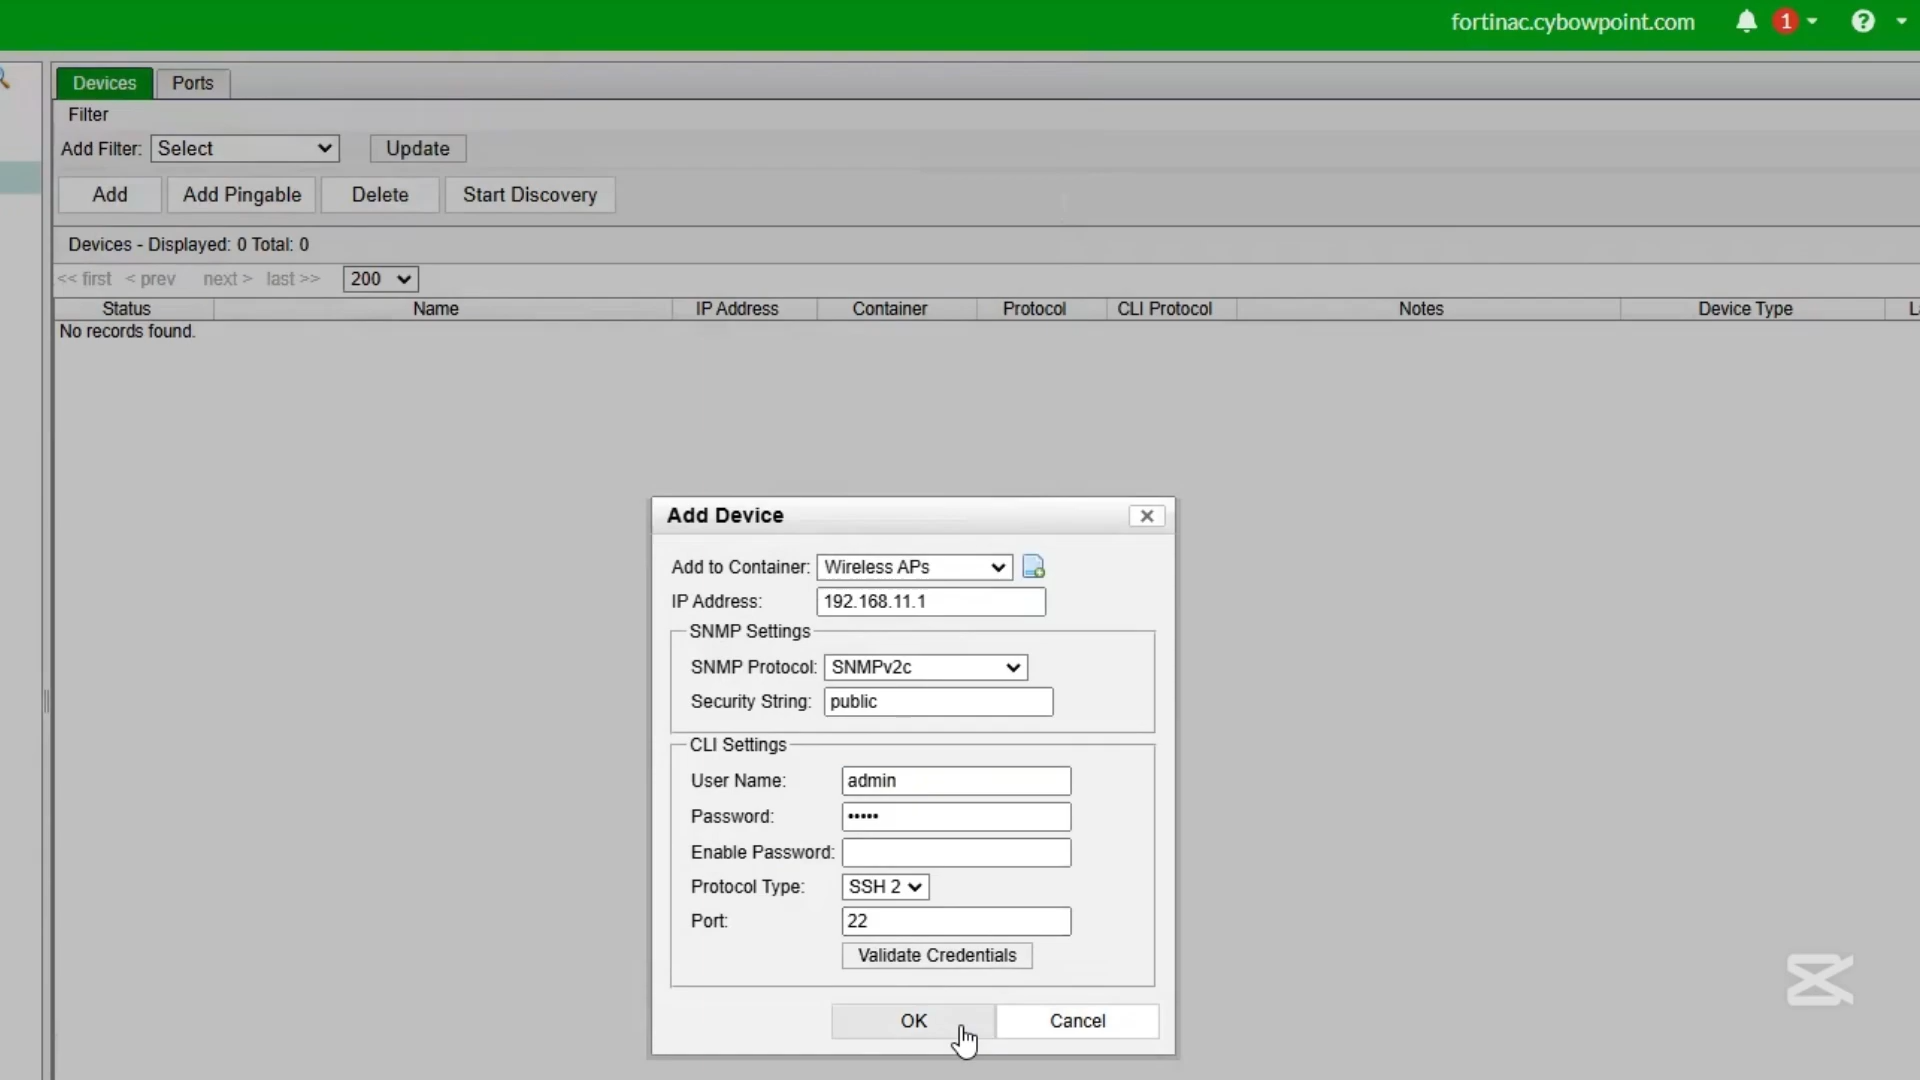 fortinac.cybowpoint.com 1
Devices Ports
Filter
Add Filter: Select Update
Add Add Pingable Delete Start Discovery
Devices - Displayed: 0 Total: 0
<< first < prev next > last >> 200
Status Name IP Address Container Protocol CLI Protocol Notes Device Type
No records found.
Add Device
Add to Container: Wireless APs
IP Address: 192.168.11.1
SNMP Settings
SNMP Protocol: SNMPv2c
Security String: public
CLI Settings
User Name: admin
Password: •••••
Enable Password:
Protocol Type: SSH 2
Port: 22
Validate Credentials
OK Cancel